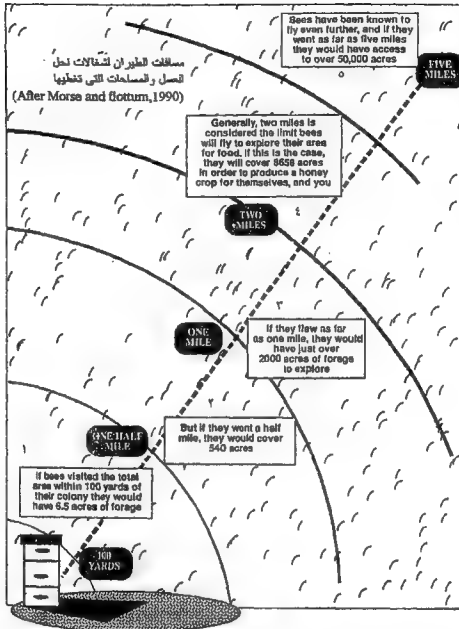 Bees have been known to
fly even further, and if they
went as far as five miles
they would have access
to over 50,000 acres
٥
FIVE
MILES
مسافات الطيران لشغالات نحل
العسل والمساحات التى تغطيها
(After Morse and flottum,1990)
Generally, two miles is
considered the limit bees
will fly to explore their area
for food. If this is the case,
they will cover 8658 acres
in order to produce a honey
crop for themselves, and you
٤
TWO
MILES
٣
ONE
MILE
If they flew as far
as one mile, they would
have just over
2000 acres of forage
to explore
٢
But if they went a half
mile, they would cover
540 acres
ONE HALF
MILE
١
If bees visited the total
area within 100 yards of
their colony they would
have 6.5 acres of forage
100
YARDS